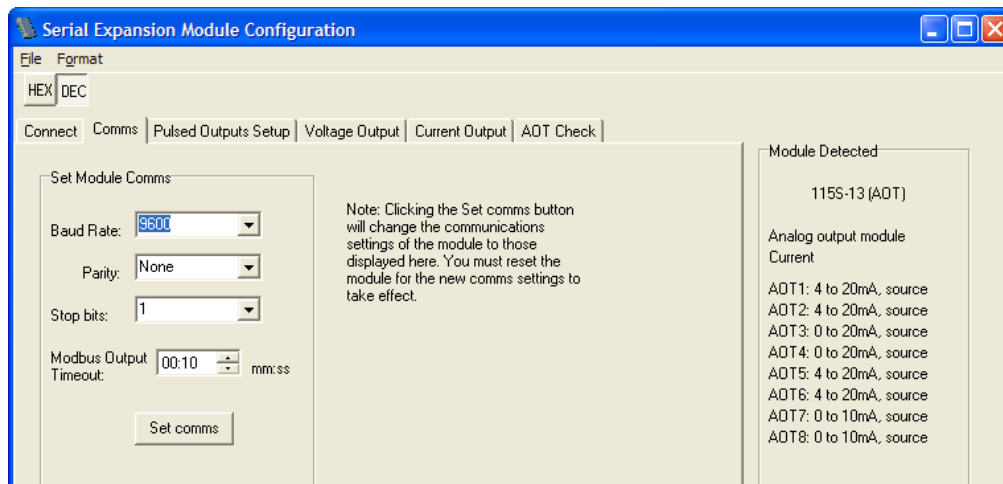 Serial Expansion Module Configuration
File Format
HEX DEC
Connect Comms Pulsed Outputs Setup Voltage Output Current Output AOT Check
Set Module Comms
Baud Rate: 9600
Parity: None
Stop bits: 1
Modbus Output
Timeout: 00:10 mm:ss
Set comms
Note: Clicking the Set comms button
will change the communications
settings of the module to those
displayed here. You must reset the
module for the new comms settings to
take effect.
Module Detected
115S-13 (AOT)
Analog output module
Current
AOT1: 4 to 20mA, source
AOT2: 4 to 20mA, source
AOT3: 0 to 20mA, source
AOT4: 0 to 20mA, source
AOT5: 4 to 20mA, source
AOT6: 4 to 20mA, source
AOT7: 0 to 10mA, source
AOT8: 0 to 10mA, source